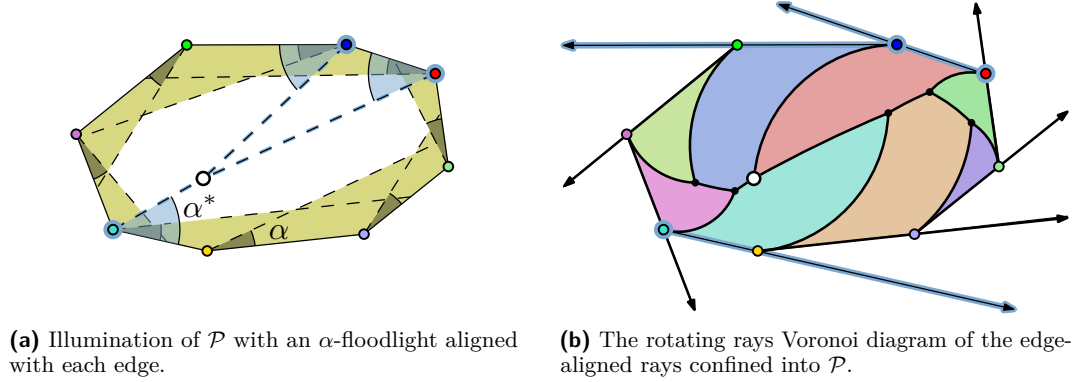 α*
α
(a) Illumination of 𝒫 with an α-floodlight aligned
with each edge.
(b) The rotating rays Voronoi diagram of the edge-
aligned rays confined into 𝒫.